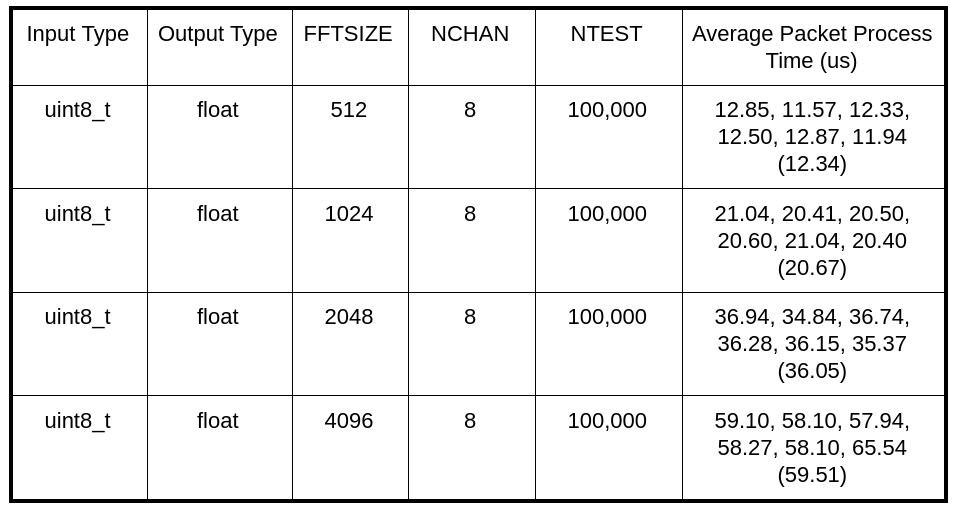 Input Type Output Type FFTSIZE NCHAN NTEST Average Packet Process
Time (us)
uint8_t float 512 8 100,000 12.85, 11.57, 12.33,
12.50, 12.87, 11.94
(12.34)
uint8_t float 1024 8 100,000 21.04, 20.41, 20.50,
20.60, 21.04, 20.40
(20.67)
uint8_t float 2048 8 100,000 36.94, 34.84, 36.74,
36.28, 36.15, 35.37
(36.05)
uint8_t float 4096 8 100,000 59.10, 58.10, 57.94,
58.27, 58.10, 65.54
(59.51)